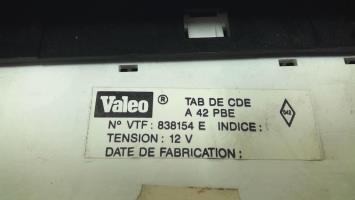 Valeo ® TAB DE CDE
A 42 PBE
Nº VTF : 838154 E INDICE :
TENSION : 12 V
DATE DE FABRICATION :